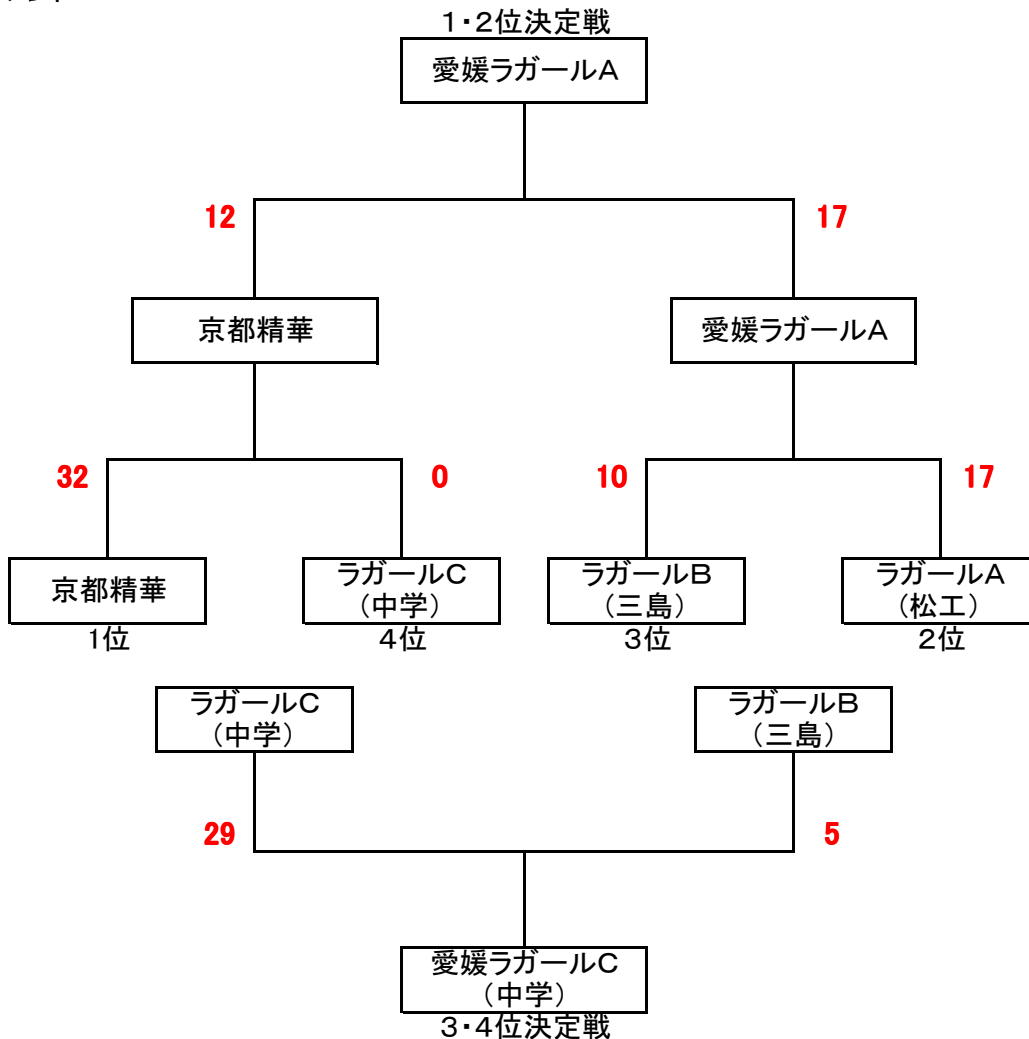 1・2位決定戦
愛媛ラガールA
12
17
京都精華
愛媛ラガールA
32
0
10
17
京都精華
ラガールC
(中学)
ラガールB
(三島)
ラガールA
(松工)
1位
4位
3位
2位
ラガールC
(中学)
ラガールB
(三島)
29
5
愛媛ラガールC
(中学)
3・4位決定戦